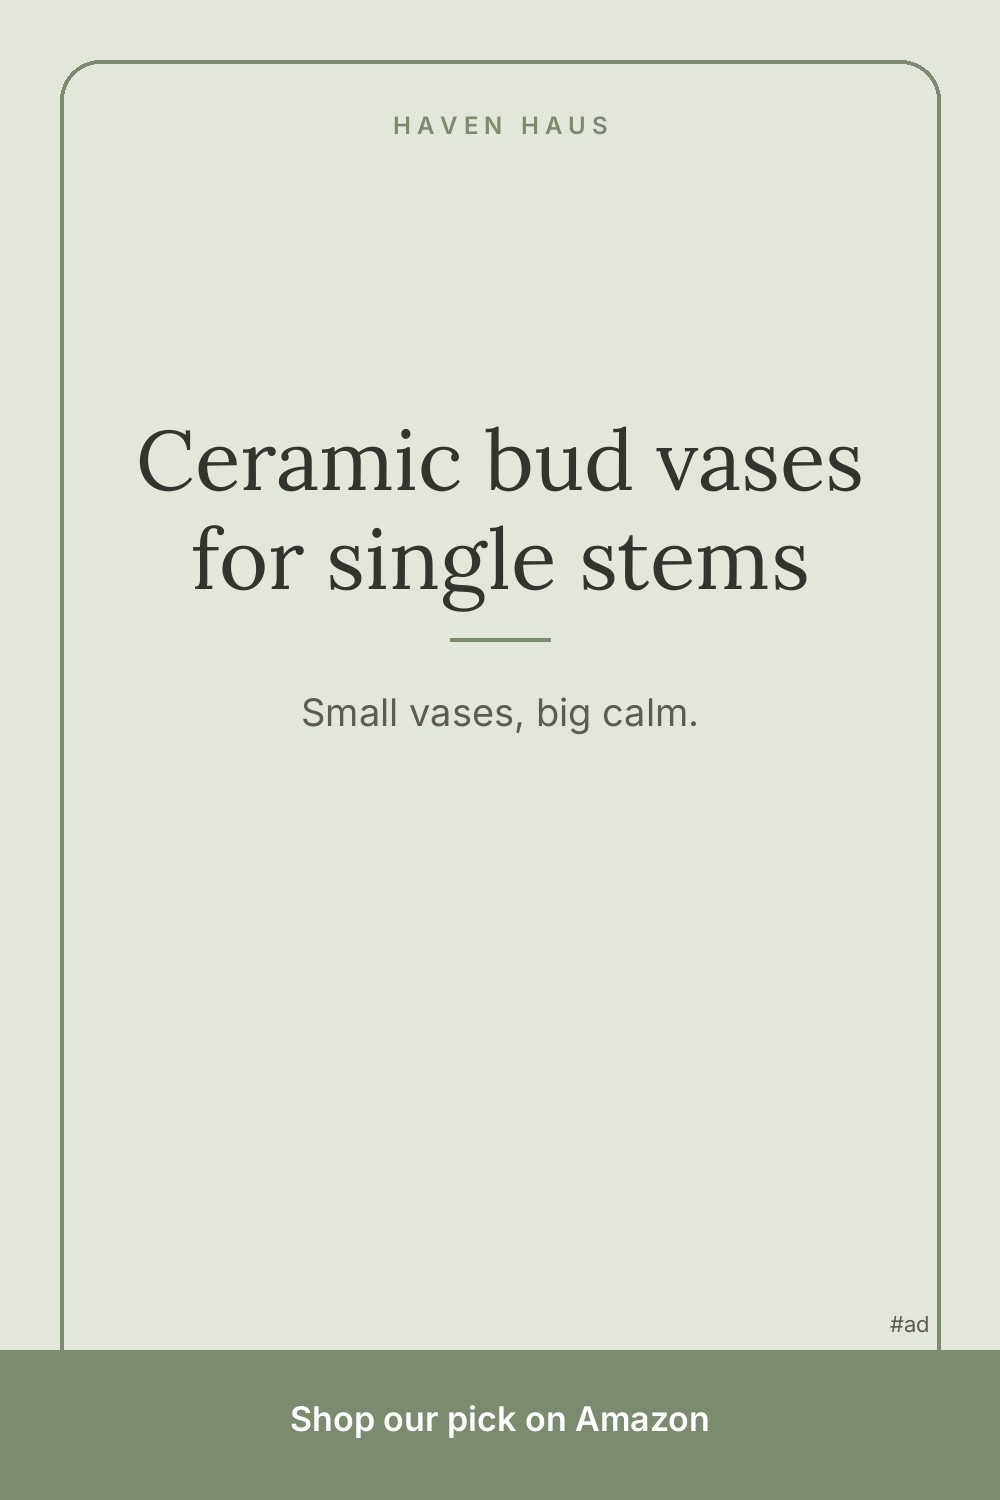 HAVEN HAUS
Ceramic bud vases
for single stems
Small vases, big calm.
#ad
Shop our pick on Amazon